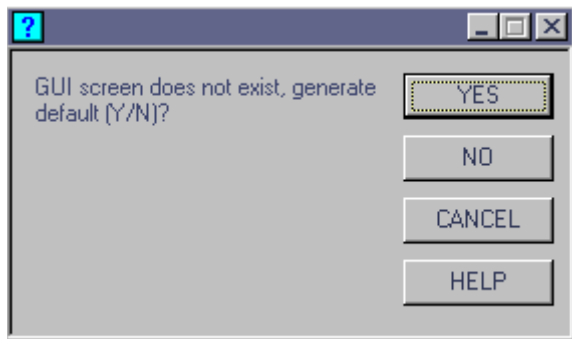 ?
GUI screen does not exist, generate
default (Y/N)?
YES
NO
CANCEL
HELP